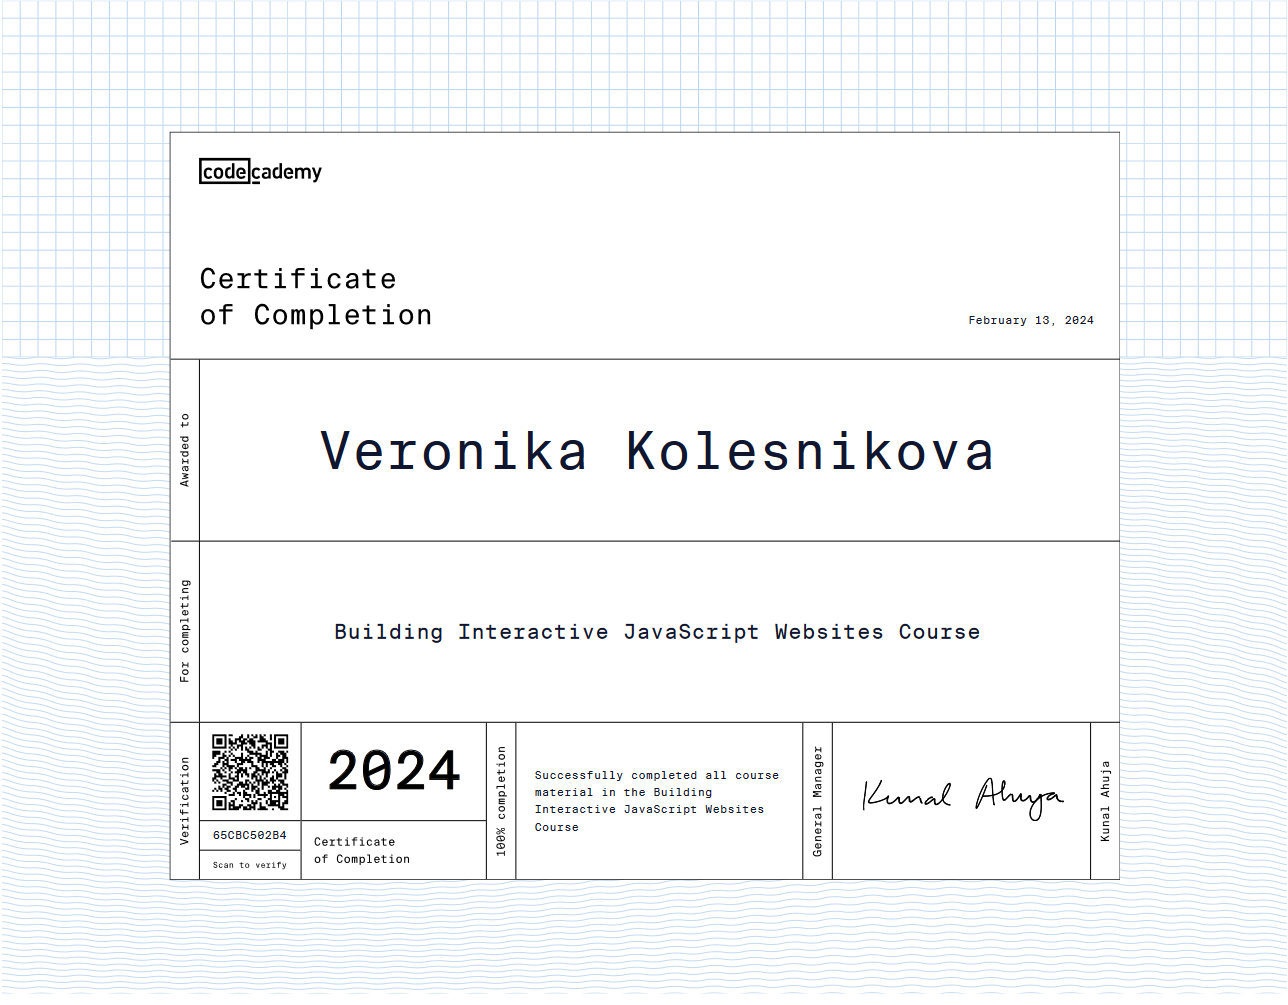 codecademy
Certificate
of Completion
February 13, 2024
Awarded to
Veronika Kolesnikova
For completing
Building Interactive JavaScript Websites Course
Verification
65CBC502B4
Scan to verify
2024
Certificate
of Completion
100% completion
Successfully completed all course
material in the Building
Interactive JavaScript Websites
Course
General Manager
Kunal Ahuja
Kunal Ahuja